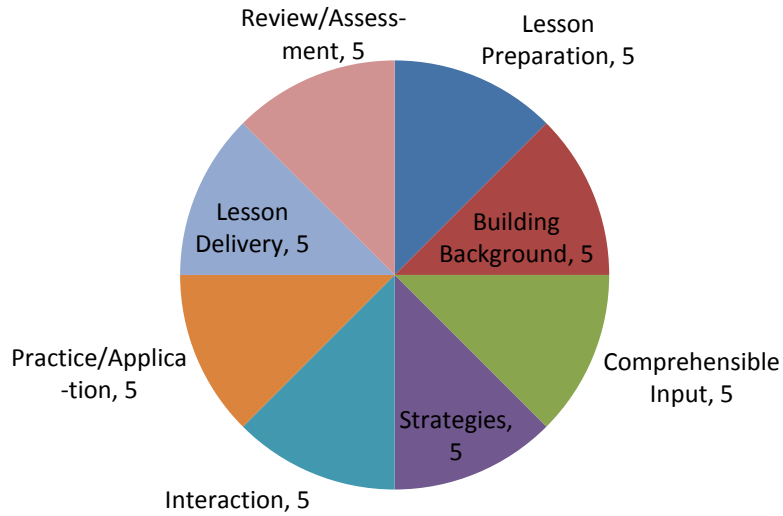 Review/Assess-
ment, 5
Lesson
Preparation, 5
Building
Background, 5
Comprehensible
Input, 5
Strategies,
5
Interaction, 5
Practice/Applica
-tion, 5
Lesson
Delivery, 5